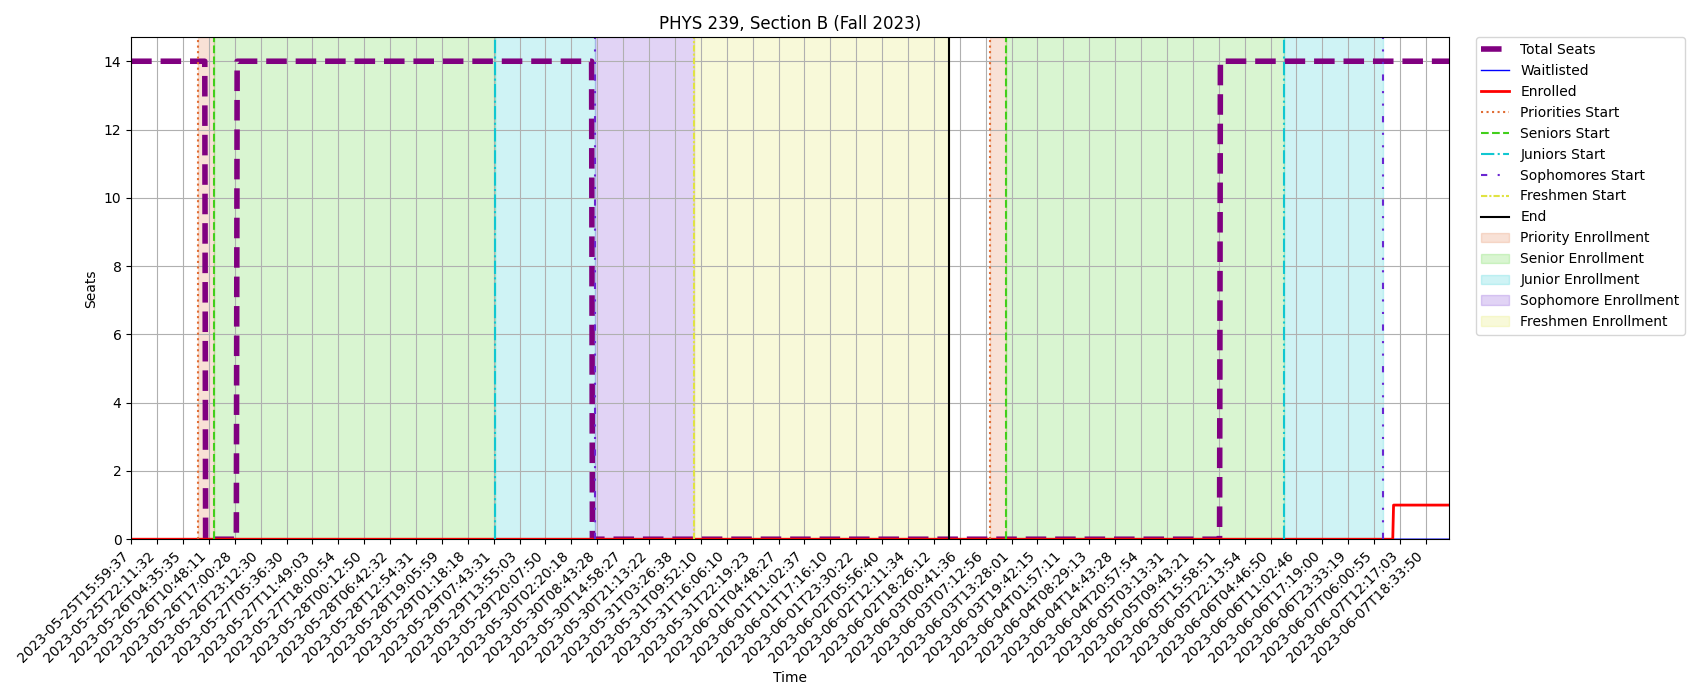 PHYS 239, Section B (Fall 2023)
Seats
14
12
10
8
6
4
2
0
2023-05-25T15:59:37
2023-05-25T22:11:32
2023-05-26T04:35:35
2023-05-26T10:48:11
2023-05-26T17:00:28
2023-05-26T23:12:30
2023-05-27T05:36:30
2023-05-27T11:49:03
2023-05-27T18:00:54
2023-05-28T00:12:50
2023-05-28T06:42:32
2023-05-28T12:54:31
2023-05-28T19:05:59
2023-05-29T01:18:18
2023-05-29T07:43:31
2023-05-29T13:55:03
2023-05-29T20:07:50
2023-05-30T02:20:18
2023-05-30T08:43:28
2023-05-30T14:58:27
2023-05-30T21:13:22
2023-05-31T03:26:38
2023-05-31T09:52:10
2023-05-31T16:06:10
2023-05-31T22:19:23
2023-06-01T04:48:27
2023-06-01T11:02:37
2023-06-01T17:16:10
2023-06-01T23:30:22
2023-06-02T05:56:40
2023-06-02T12:11:34
2023-06-02T18:26:12
2023-06-03T00:41:36
2023-06-03T07:12:56
2023-06-03T13:28:01
2023-06-03T19:42:15
2023-06-04T01:57:11
2023-06-04T08:29:13
2023-06-04T14:43:28
2023-06-04T20:57:54
2023-06-05T03:13:31
2023-06-05T09:43:21
2023-06-05T15:58:51
2023-06-05T22:13:54
2023-06-06T04:46:50
2023-06-06T11:02:46
2023-06-06T17:19:00
2023-06-06T23:33:19
2023-06-07T06:00:55
2023-06-07T12:17:03
2023-06-07T18:33:50
Time
Total Seats
Waitlisted
Enrolled
Priorities Start
Seniors Start
Juniors Start
Sophomores Start
Freshmen Start
End
Priority Enrollment
Senior Enrollment
Junior Enrollment
Sophomore Enrollment
Freshmen Enrollment